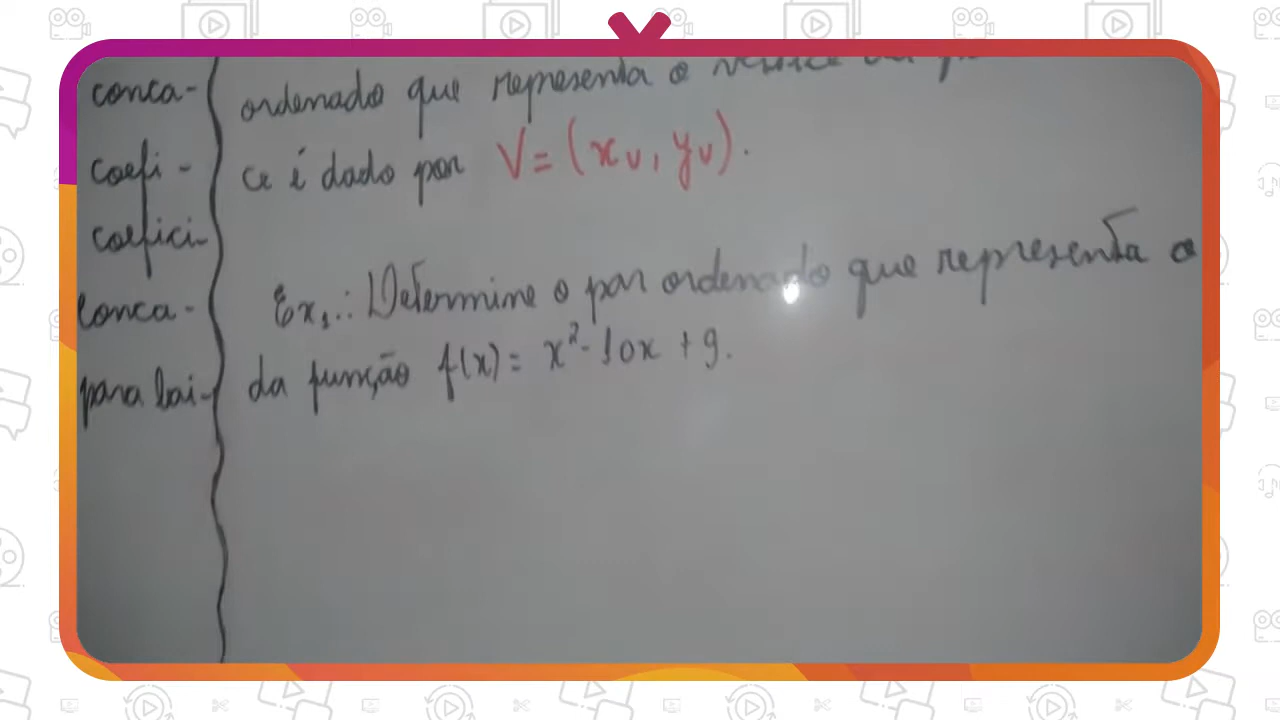 conca-
coefi-
coefici-
conca-
para bai-
ordenado que representa o
ce é dado por V = (xv, yv).
Ex1.: Determine o par ordenado que representa o
da função f(x) = x² - 10x + 9.